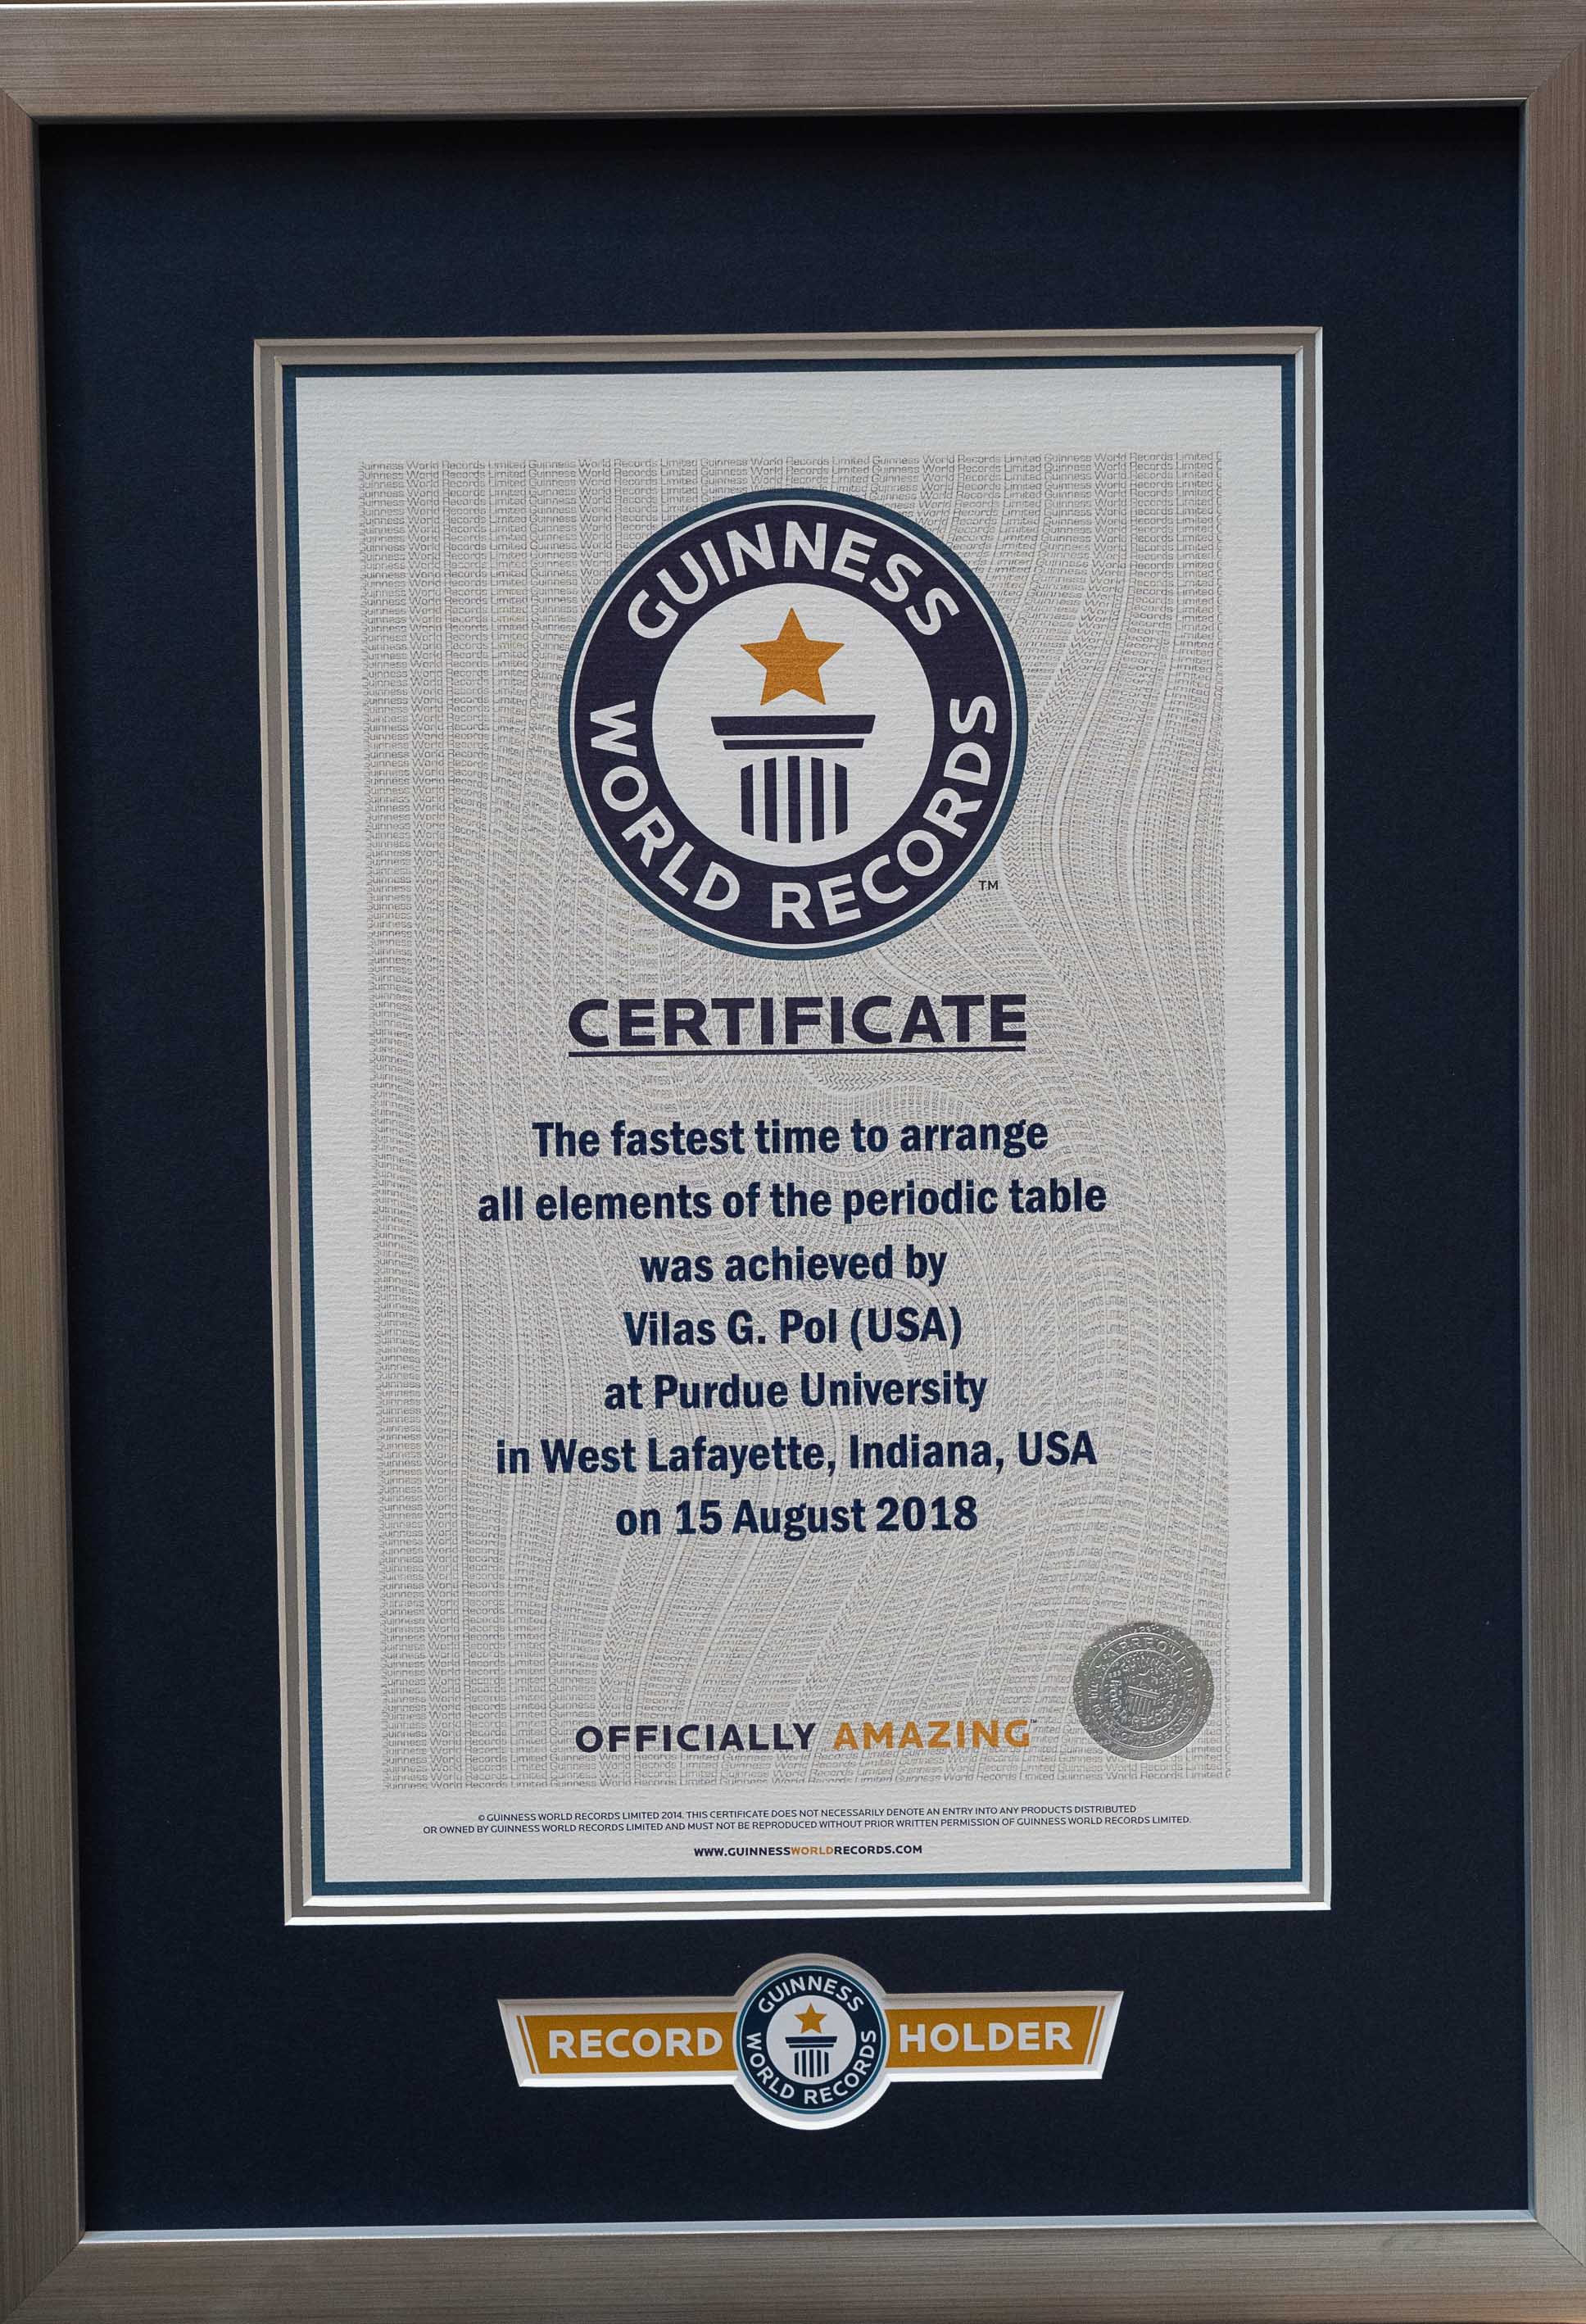 GUINNESS
WORLD RECORDS
TM
CERTIFICATE
The fastest time to arrange
all elements of the periodic table
was achieved by
Vilas G. Pol (USA)
at Purdue University
in West Lafayette, Indiana, USA
on 15 August 2018
OFFICIALLY AMAZING™
© GUINNESS WORLD RECORDS LIMITED 2014. THIS CERTIFICATE DOES NOT NECESSARILY DENOTE AN ENTRY INTO ANY PRODUCTS DISTRIBUTED
OR OWNED BY GUINNESS WORLD RECORDS LIMITED AND MUST NOT BE REPRODUCED WITHOUT PRIOR WRITTEN PERMISSION OF GUINNESS WORLD RECORDS LIMITED.
WWW.GUINNESSWORLDRECORDS.COM
RECORD
GUINNESS
WORLD RECORDS
HOLDER